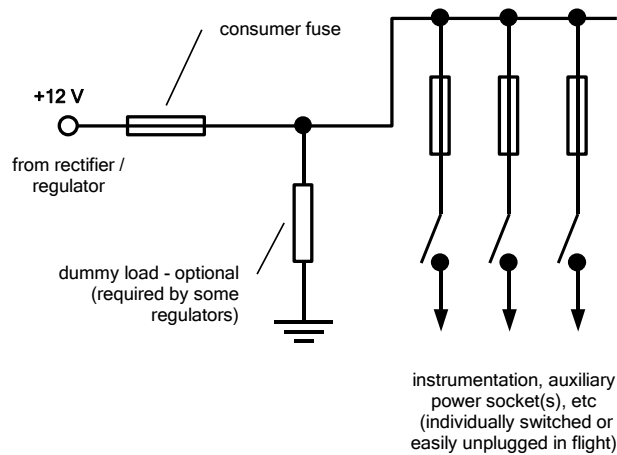 consumer fuse
+12 V
from rectifier /
regulator
dummy load - optional
(required by some
regulators)
instrumentation, auxiliary
power socket(s), etc
(individually switched or
easily unplugged in flight)